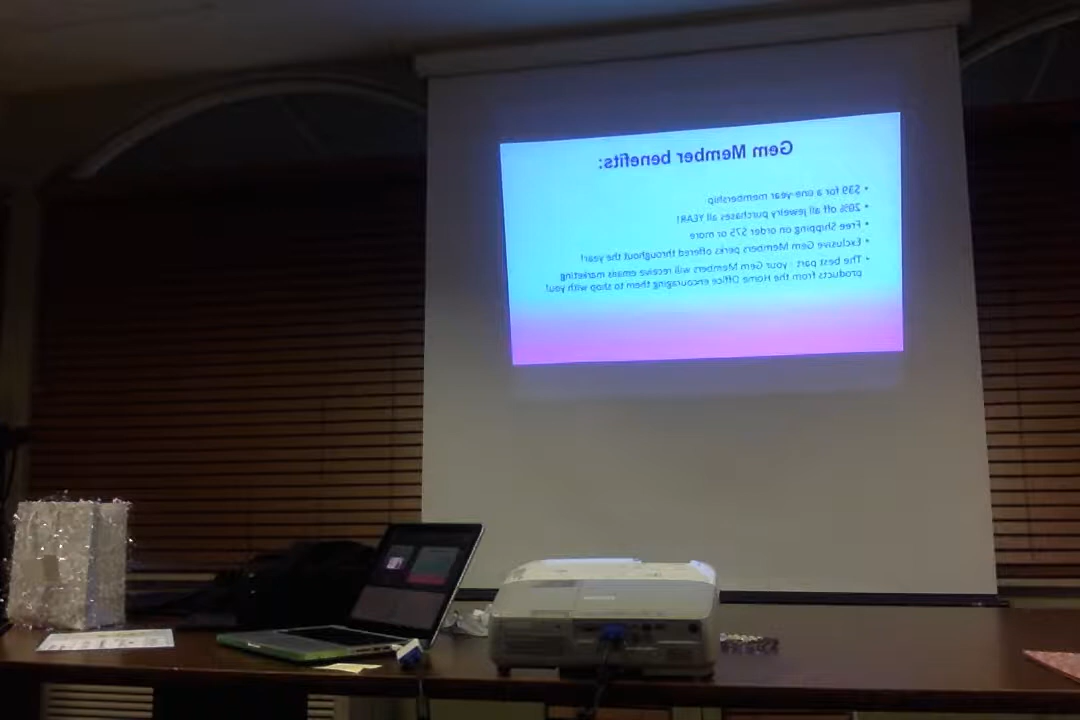 Gem Member benefits:
• $39 for a one-year membership
• 20% off all jewelry purchases all YEAR!
• Free Shipping on order $75 or more
• Exclusive Gem Members perks offered throughout the year!
• The best part - your Gem Members will receive emails marketing
products from the Home Office encouraging them to shop with you!